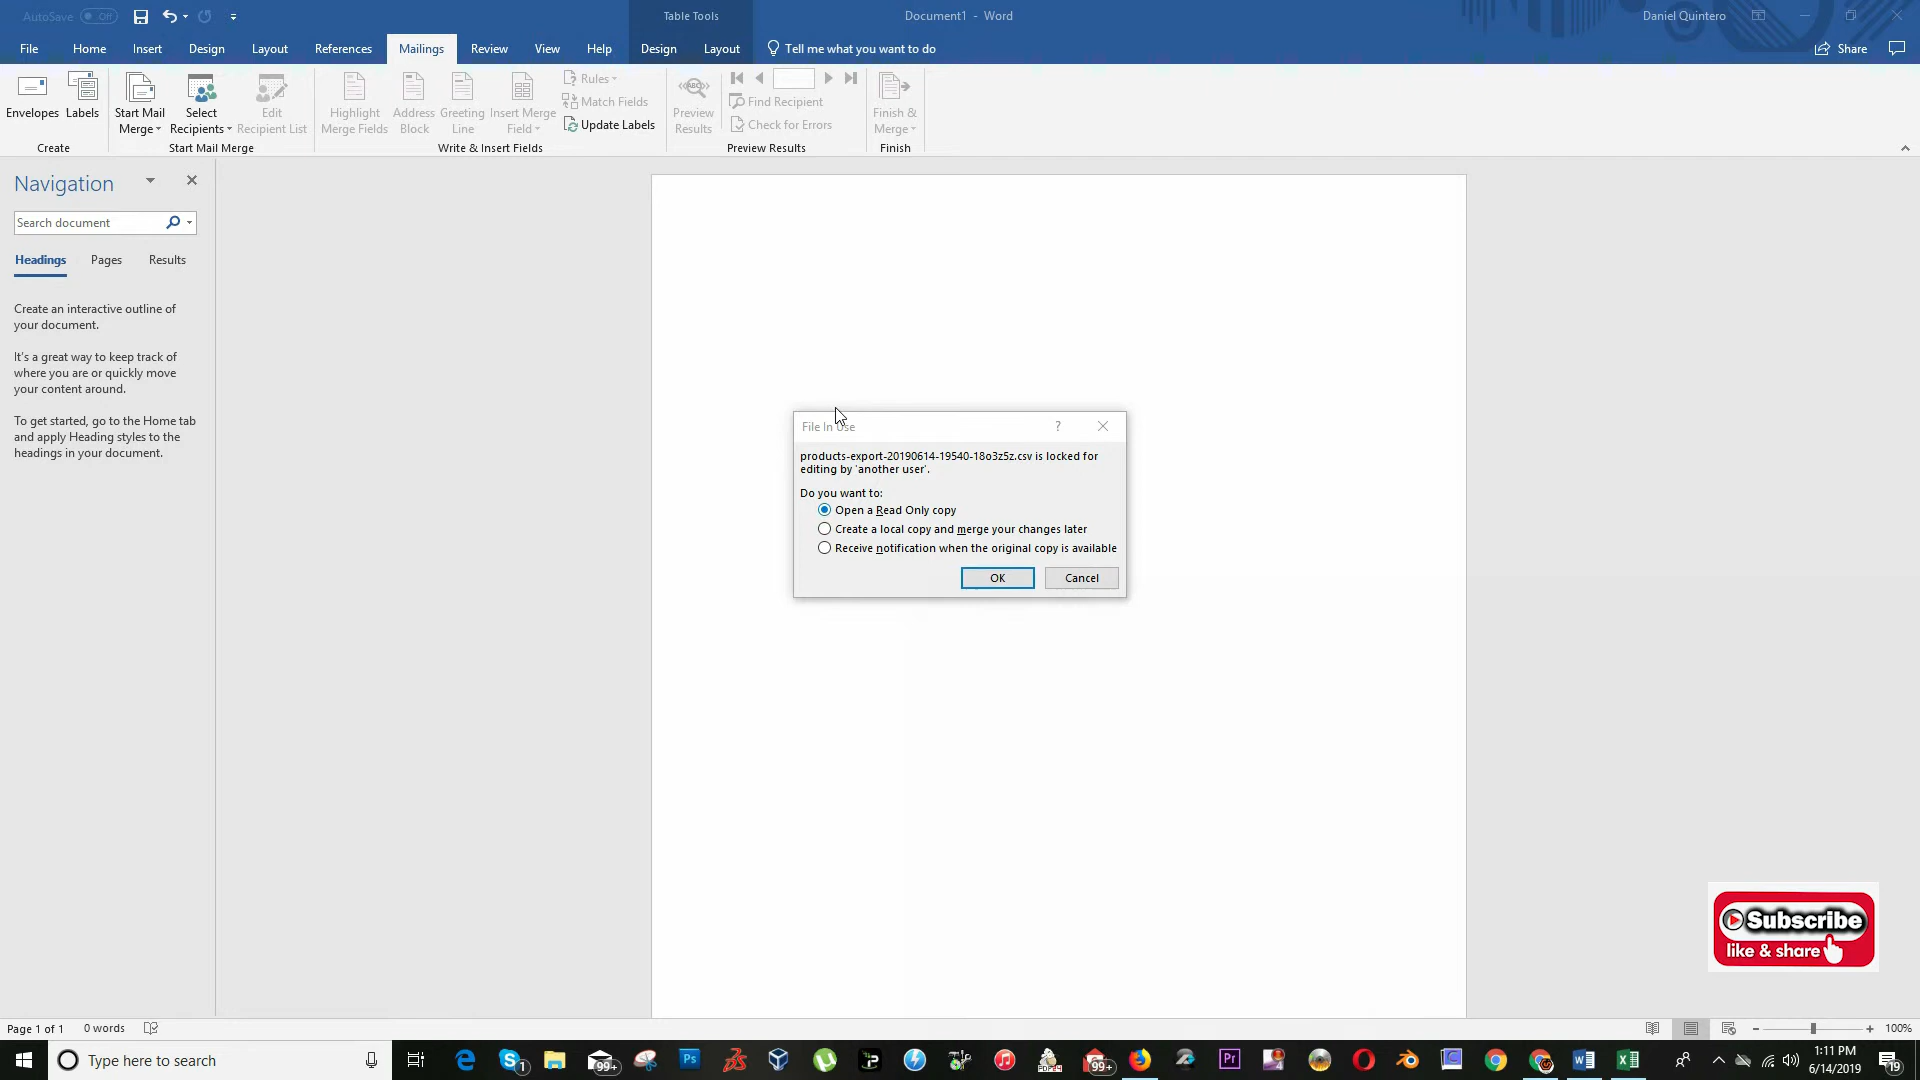 AutoSave Off
Table Tools
Document1 - Word
Daniel Quintero
File Home Insert Design Layout References Mailings Review View Help Design Layout Tell me what you want to do Share
Envelopes Labels
Start Mail Merge
Select Recipients
Edit Recipient List
Highlight Merge Fields
Address Block
Greeting Line
Insert Merge Field
Rules
Match Fields
Update Labels
ABC
Preview Results
Find Recipient
Check for Errors
Finish & Merge
Create
Start Mail Merge
Write & Insert Fields
Preview Results
Finish
Navigation
Search document
Headings Pages Results
Create an interactive outline of
your document.
It's a great way to keep track of
where you are or quickly move
your content around.
To get started, go to the Home tab
and apply Heading styles to the
headings in your document.
File In Use
products-export-20190614-19540-18o3z5z.csv is locked for
editing by 'another user'.
Do you want to:
Open a Read Only copy
Create a local copy and merge your changes later
Receive notification when the original copy is available
OK Cancel
Subscribe
like & share
Page 1 of 1 0 words
100%
Type here to search
1
99+
Ps
99+
Pr
1:11 PM
6/14/2019
19